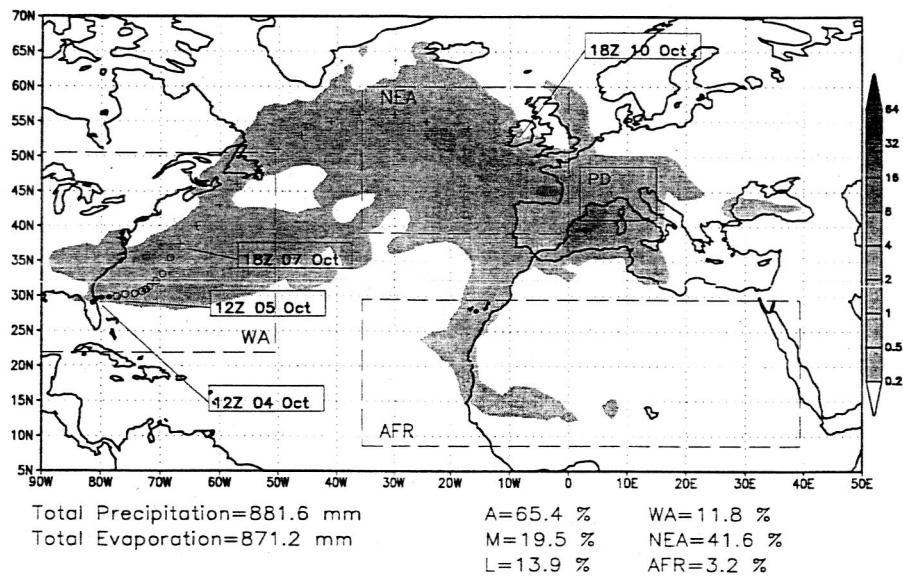 70N
65N
60N
55N
50N
45N
40N
35N
30N
25N
20N
15N
10N
5N
18Z 10 Oct
NEA
PD
18Z 07 Oct
12Z 05 Oct
WA
12Z 04 Oct
AFR
64
32
16
8
4
2
1
0.5
0.2
90W 80W 70W 60W 50W 40W 30W 20W 10W 0 10E 20E 30E 40E 50E
Total Precipitation=881.6 mm A=65.4 % WA=11.8 %
Total Evaporation=871.2 mm M=19.5 % NEA=41.6 %
L=13.9 % AFR=3.2 %